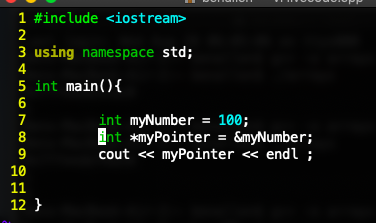 1 #include <iostream>
2
3 using namespace std;
4
5 int main(){
6
7         int myNumber = 100;
8         int *myPointer = &myNumber;
9         cout << myPointer << endl ;
10
11
12 }